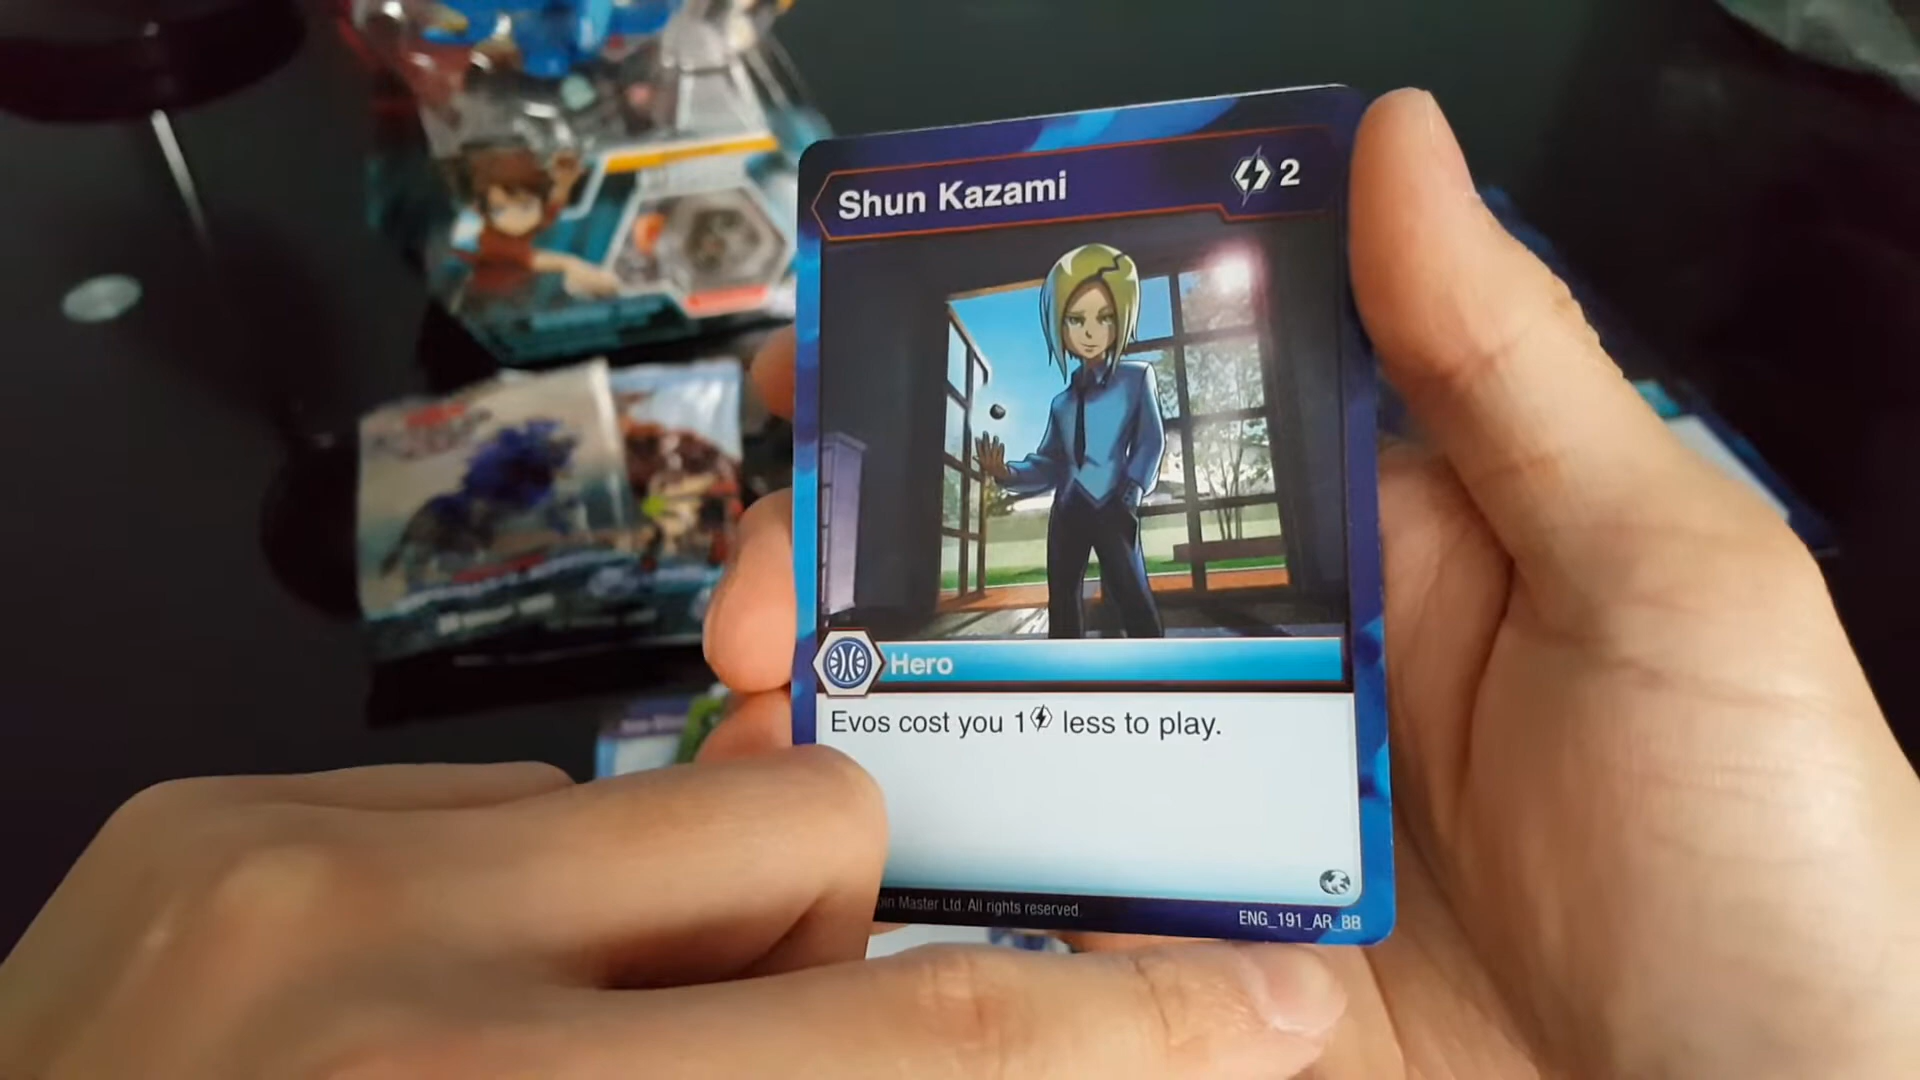 Shun Kazami
2
Hero
Evos cost you 1 less to play.
Master Ltd. All rights reserved.
ENG_191_AR_BB